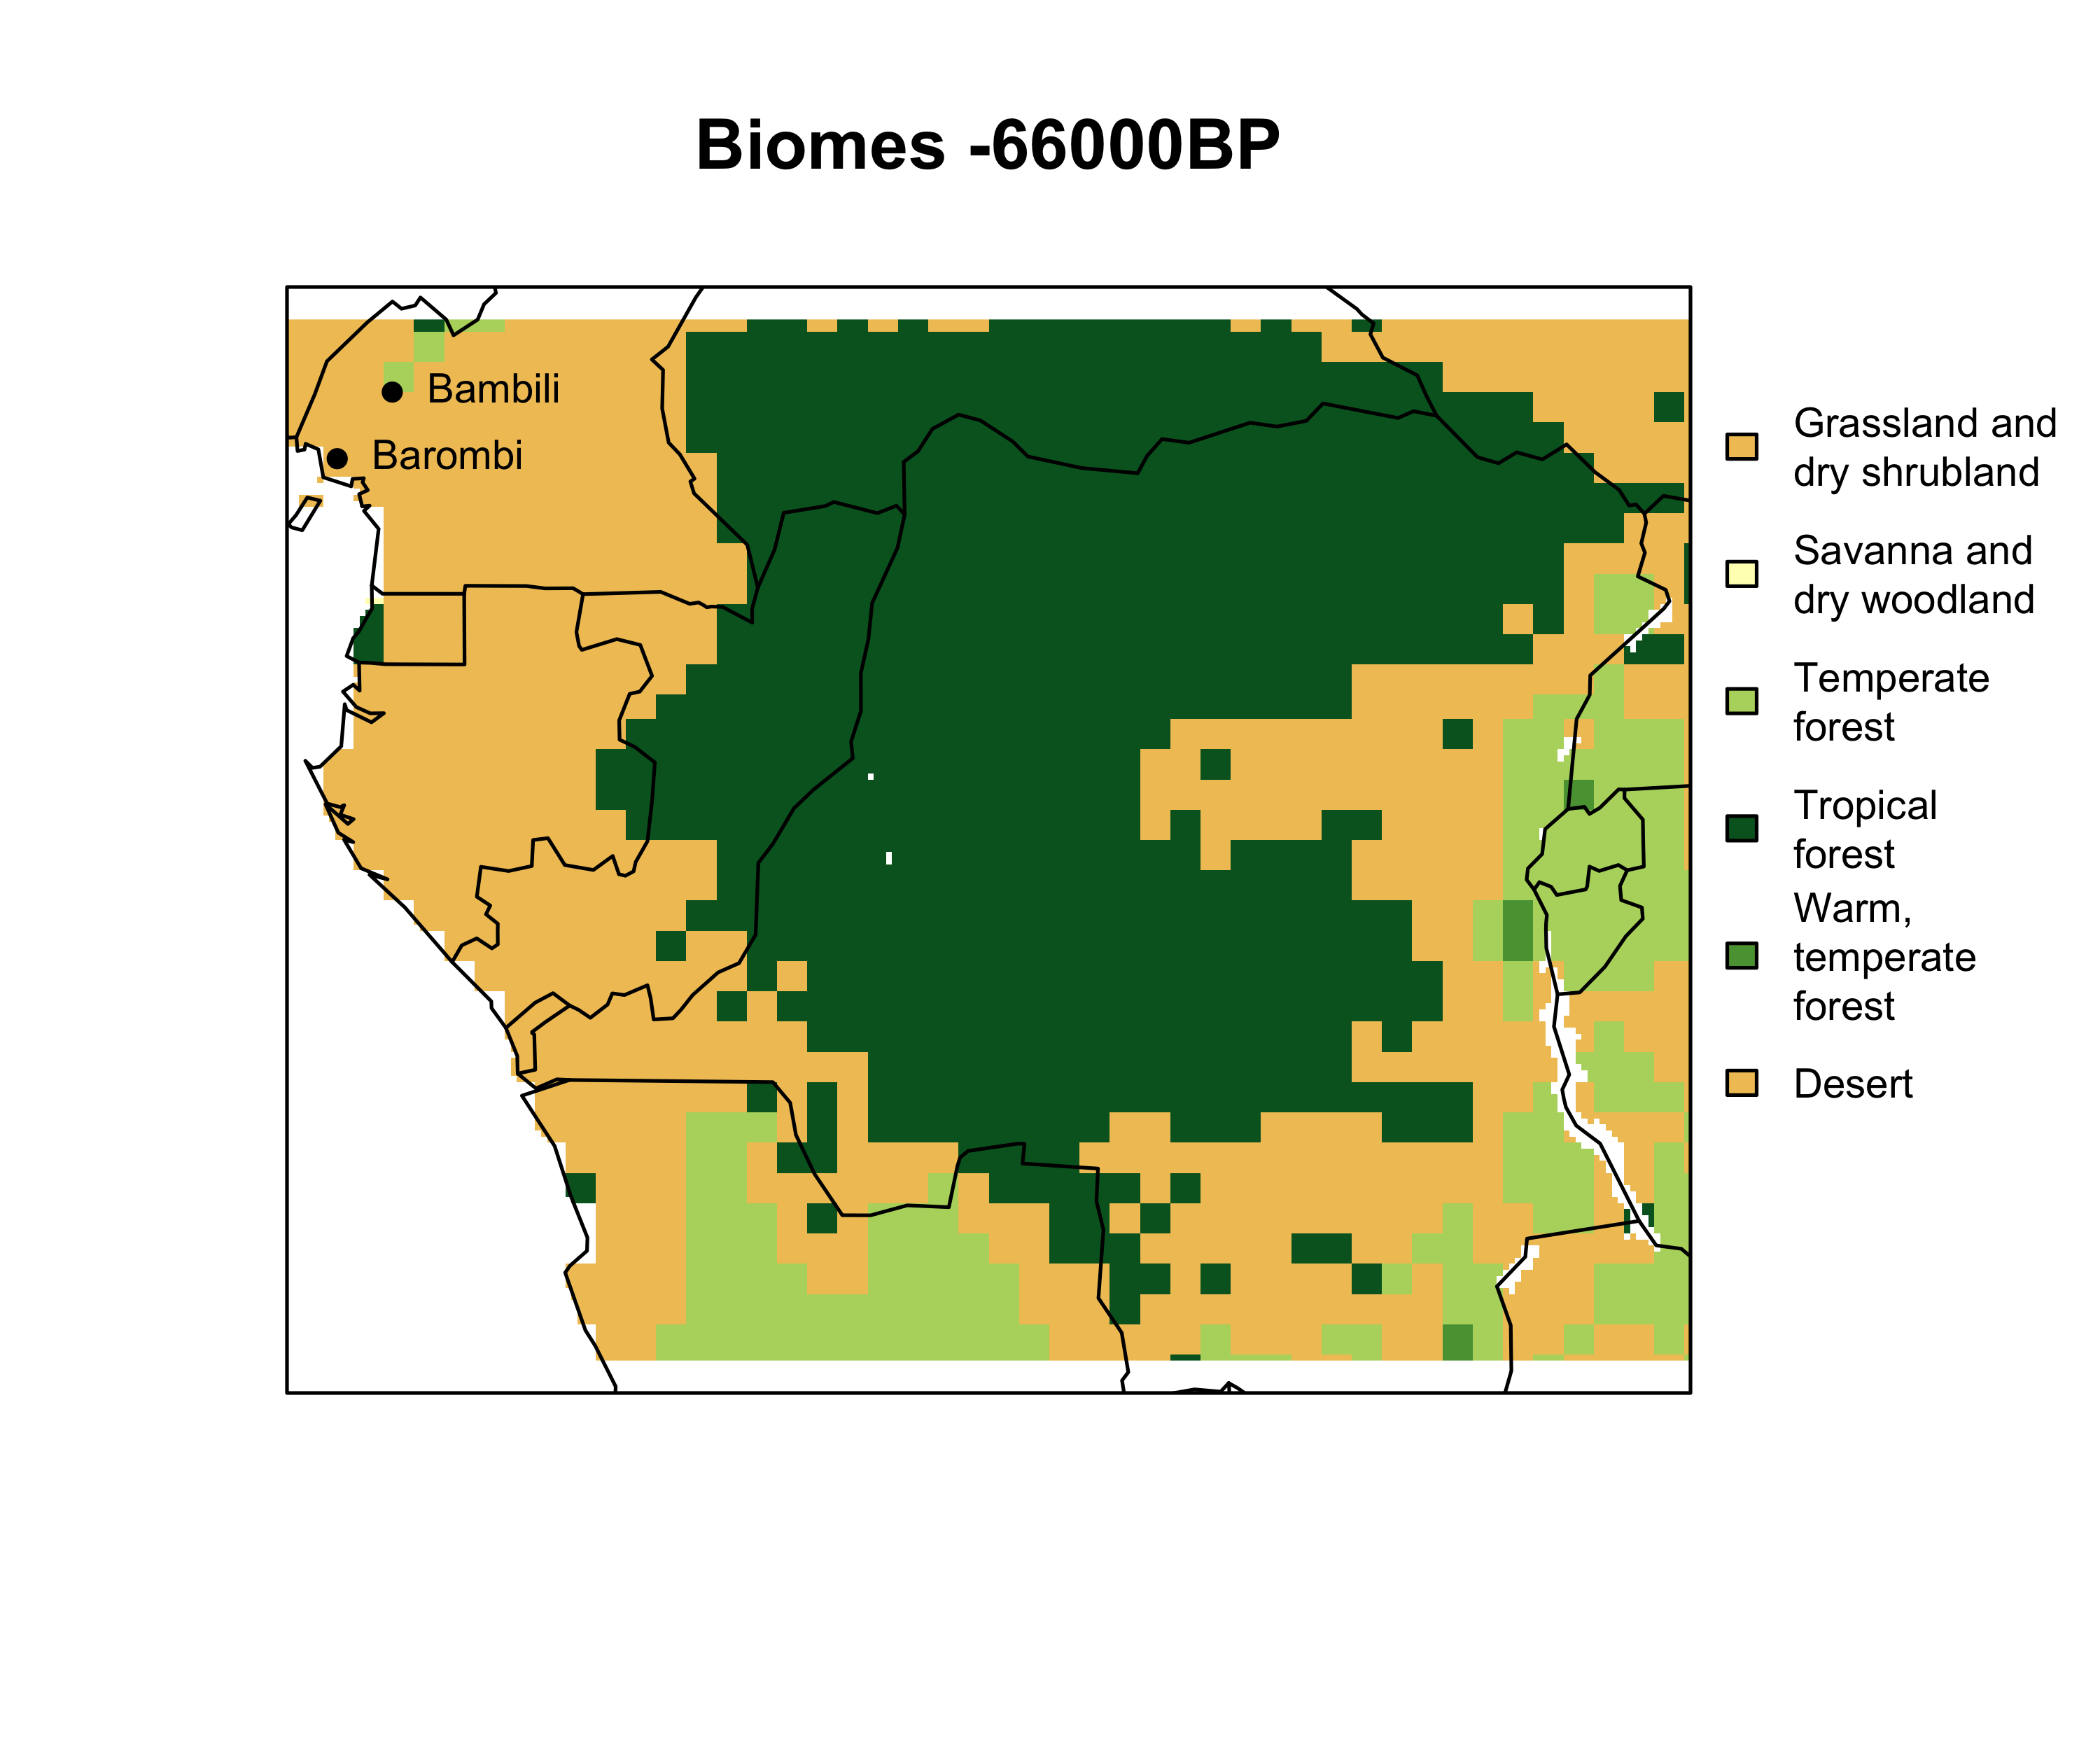 Biomes -66000BP
Bambili
Barombi
Grassland and
dry shrubland
Savanna and
dry woodland
Temperate
forest
Tropical
forest
Warm,
temperate
forest
Desert